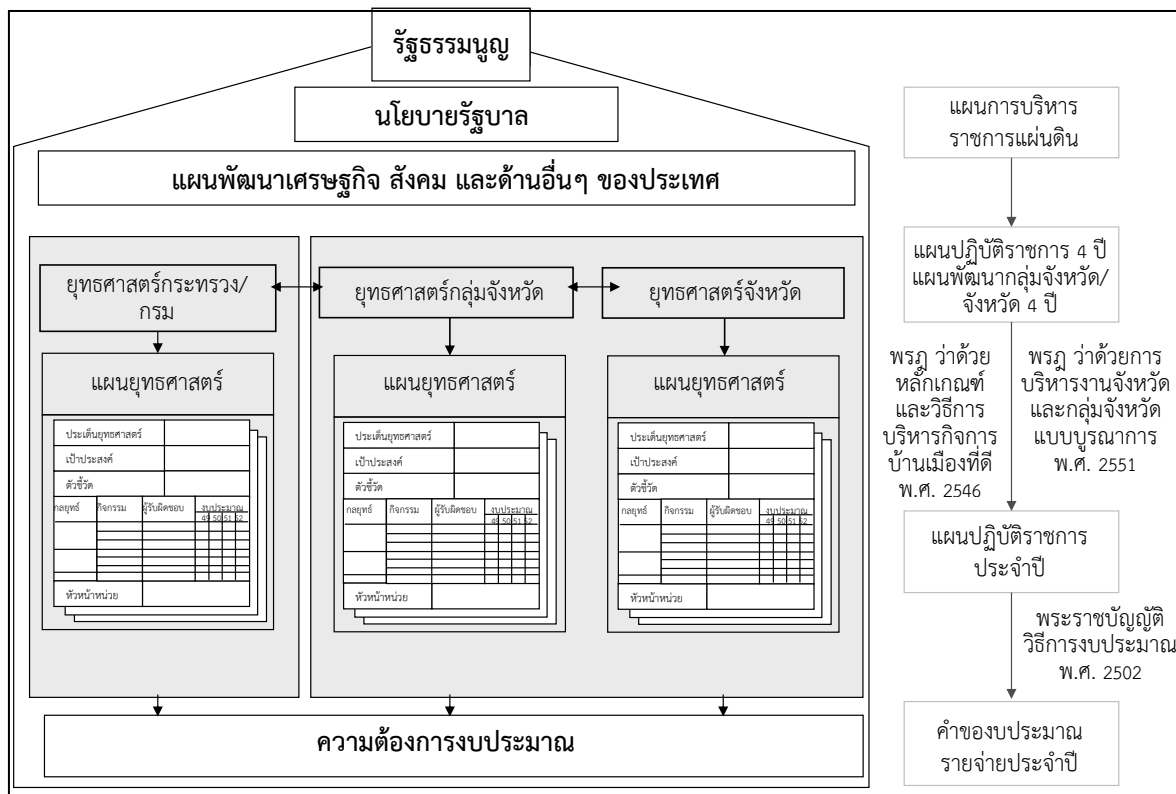 รัฐธรรมนูญ
นโยบายรัฐบาล
แผนพัฒนาเศรษฐกิจ สังคม และด้านอื่นๆ ของประเทศ
ยุทธศาสตร์กระทรวง/
กรม
ยุทธศาสตร์กลุ่มจังหวัด
ยุทธศาสตร์จังหวัด
แผนยุทธศาสตร์
ประเด็นยุทธศาสตร์
เป้าประสงค์
ตัวชี้วัด
กลยุทธ์ กิจกรรม ผู้รับผิดชอบ งบประมาณ
49 50 51 52
หัวหน้าหน่วย
แผนยุทธศาสตร์
ประเด็นยุทธศาสตร์
เป้าประสงค์
ตัวชี้วัด
กลยุทธ์ กิจกรรม ผู้รับผิดชอบ งบประมาณ
49 50 51 52
หัวหน้าหน่วย
แผนยุทธศาสตร์
ประเด็นยุทธศาสตร์
เป้าประสงค์
ตัวชี้วัด
กลยุทธ์ กิจกรรม ผู้รับผิดชอบ งบประมาณ
49 50 51 52
หัวหน้าหน่วย
ความต้องการงบประมาณ
แผนการบริหาร
ราชการแผ่นดิน
แผนปฏิบัติราชการ 4 ปี
แผนพัฒนากลุ่มจังหวัด/
จังหวัด 4 ปี
พรฎ ว่าด้วย
หลักเกณฑ์
และวิธีการ
บริหารกิจการ
บ้านเมืองที่ดี
พ.ศ. 2546
พรฎ ว่าด้วยการ
บริหารงานจังหวัด
และกลุ่มจังหวัด
แบบบูรณาการ
พ.ศ. 2551
แผนปฏิบัติราชการ
ประจำปี
พระราชบัญญัติ
วิธีการงบประมาณ
พ.ศ. 2502
คำของบประมาณ
รายจ่ายประจำปี